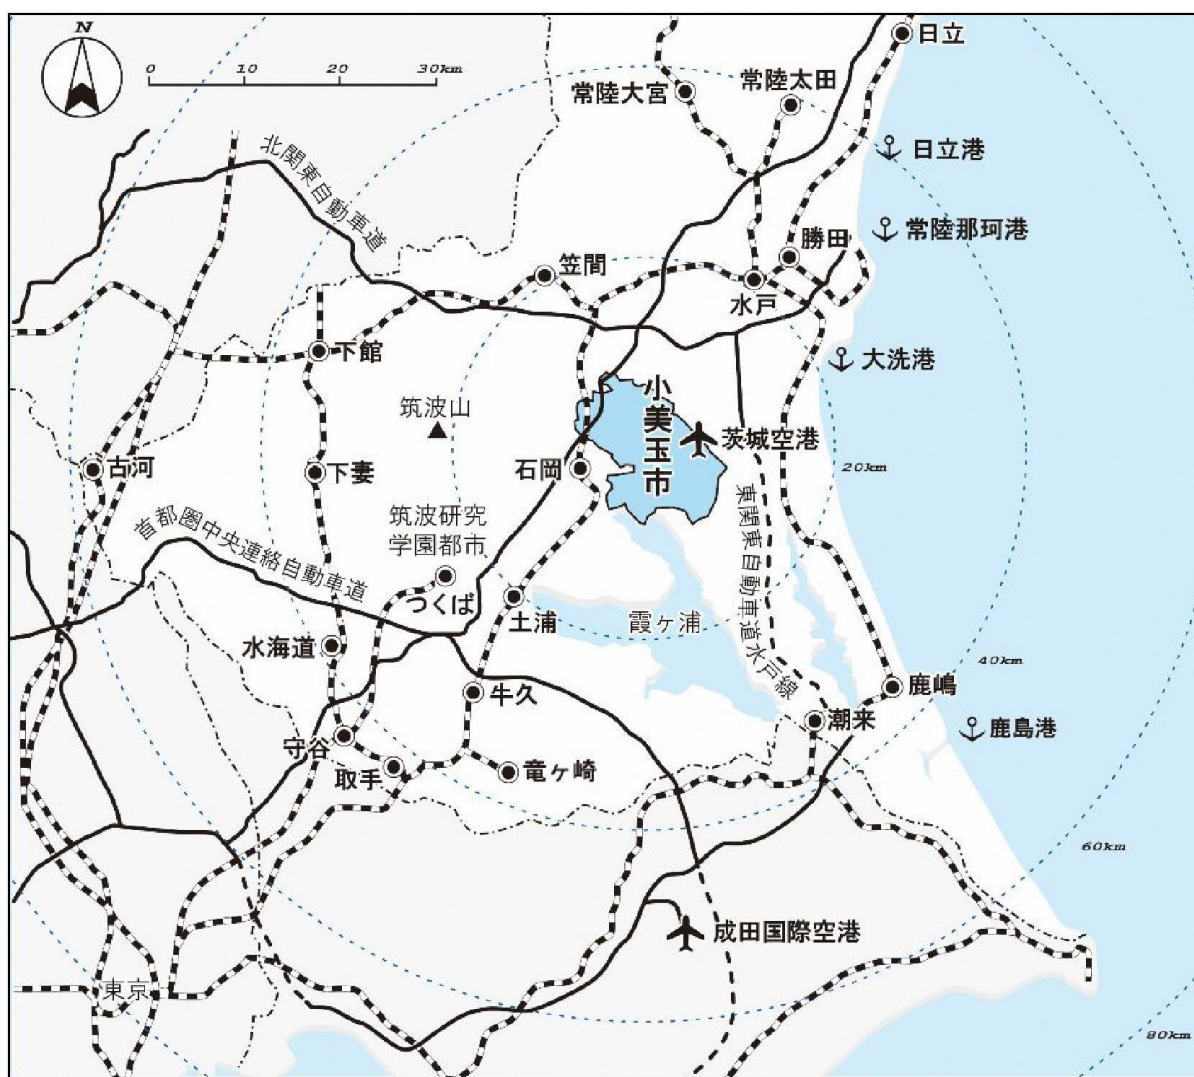 N
0 10 20 30km
日立
常陸大宮
常陸太田
日立港
北関東自動車道
常陸那珂港
勝田
笠間
水戸
下館
大洗港
筑波山
小美玉市
茨城空港
古河
下妻
石岡
20km
東関東自動車道水戸線
筑波研究
学園都市
首都圏中央連絡自動車道
つくば
土浦
霞ヶ浦
水海道
40km
牛久
鹿嶋
潮来
鹿島港
守谷
取手
竜ヶ崎
60km
成田国際空港
東京
80km